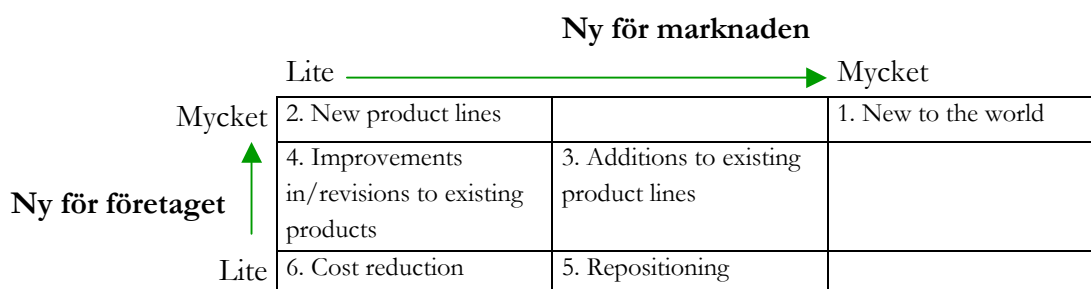 Ny för marknaden
Lite Mycket
Mycket 2. New product lines 1. New to the world
4. Improvements 3. Additions to existing
in/revisions to existing product lines
Ny för företaget
products
Lite 6. Cost reduction 5. Repositioning